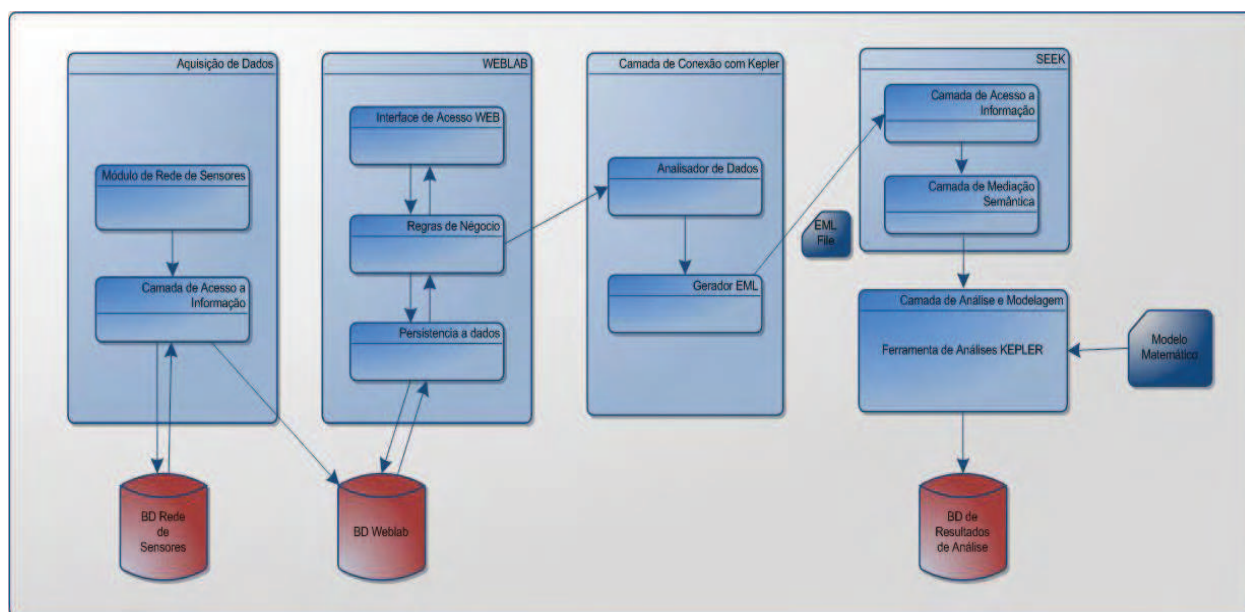 Aquisição de Dados
Módulo de Rede de Sensores
Camada de Acesso a
Informação
BD Rede
de
Sensores
WEBLAB
Interface de Acesso WEB
Regras de Négocio
Persistencia a dados
BD Weblab
Camada de Conexão com Kepler
Analisador de Dados
Gerador EML
EML
File
SEEK
Camada de Acesso a
Informação
Camada de Mediação
Semântica
Camada de Análise e Modelagem
Ferramenta de Análises KEPLER
Modelo
Matemático
BD de
Resultados
de Análise